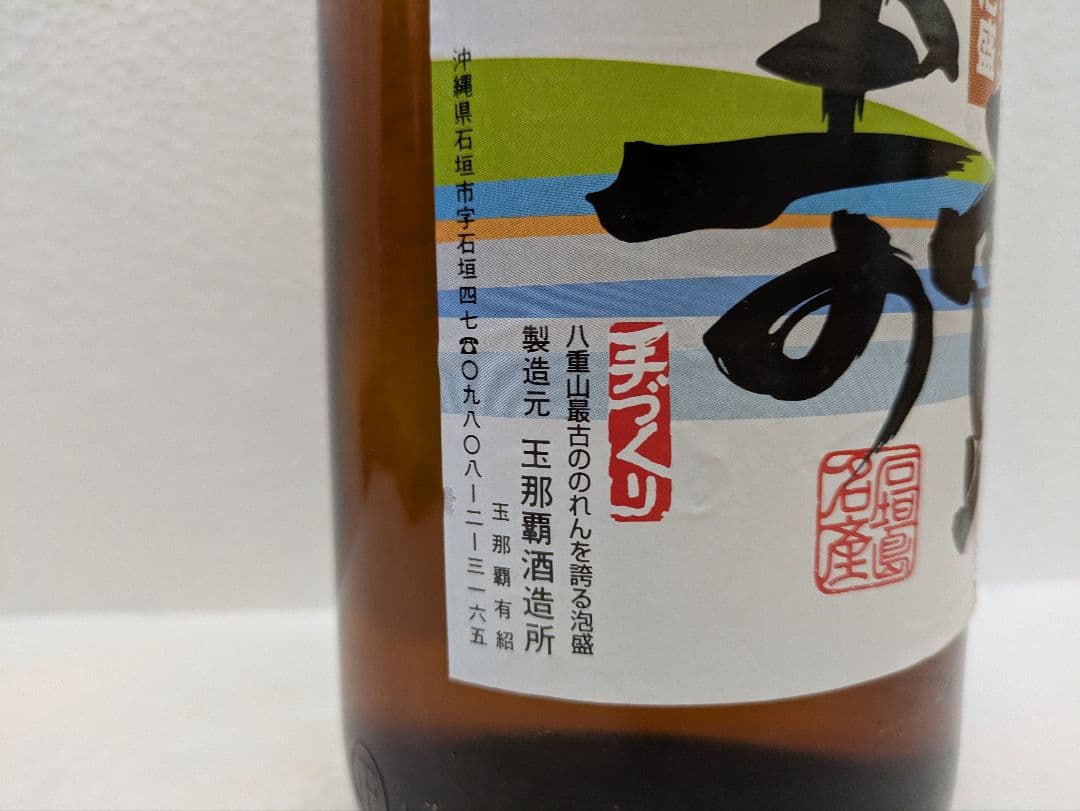 泡盛
の
石垣島
名産
手づくり
八重山最古ののれんを誇る泡盛
製造元 玉那覇酒造所
玉那覇有紹
沖縄県石垣市字石垣四七☎〇九八〇八ー二ー三一六五